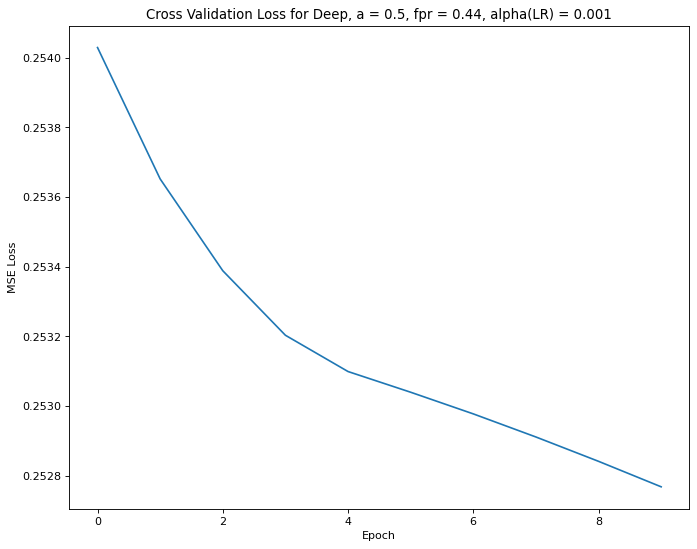 Cross Validation Loss for Deep, a = 0.5, fpr = 0.44, alpha(LR) = 0.001
MSE Loss
0.2540
0.2538
0.2536
0.2534
0.2532
0.2530
0.2528
0 2 4 6 8
Epoch